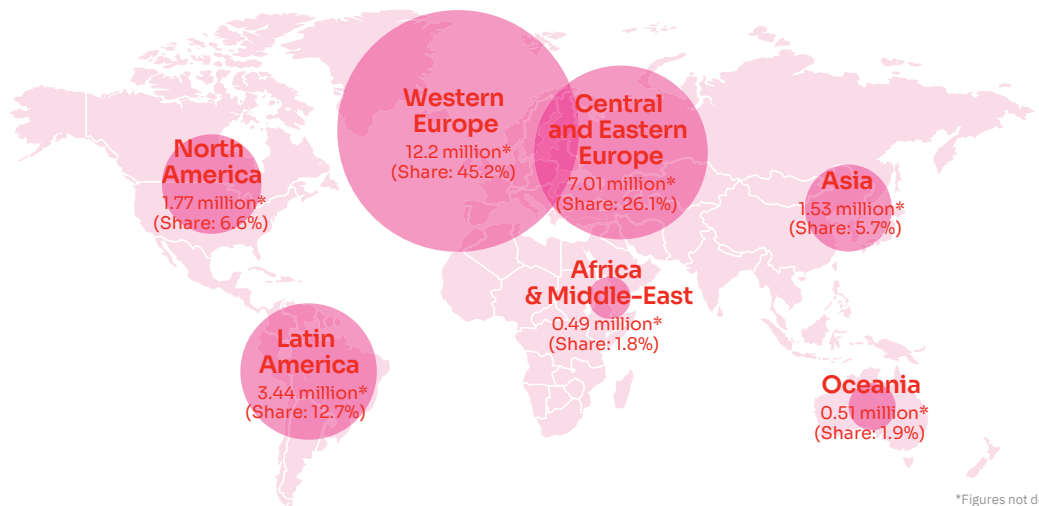 Western
Europe
12.2 million*
(Share: 45.2%)
Central
and Eastern
Europe
7.01 million*
(Share: 26.1%)
North
America
1.77 million*
(Share: 6.6%)
Asia
1.53 million*
(Share: 5.7%)
Africa
& Middle-East
0.49 million*
(Share: 1.8%)
Latin
America
3.44 million*
(Share: 12.7%)
Oceania
0.51 million*
(Share: 1.9%)
*Figures not